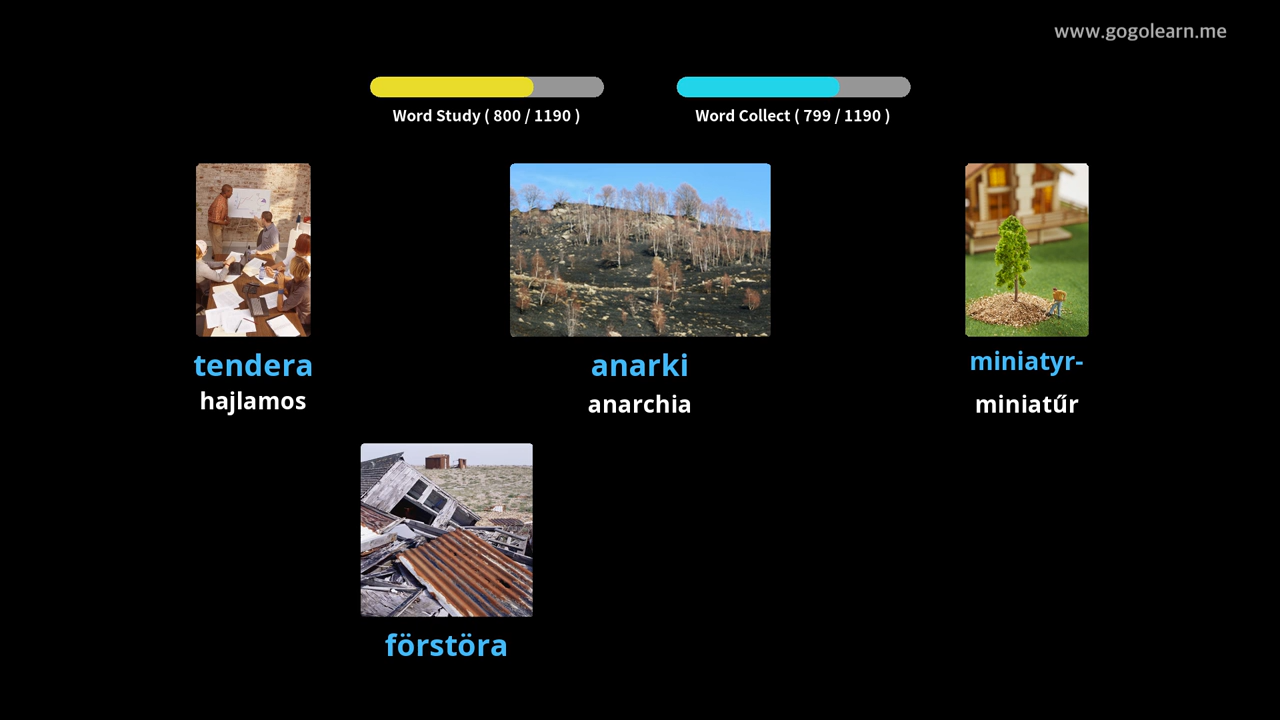 www.gogolearn.me
Word Study ( 800 / 1190 )
Word Collect ( 799 / 1190 )
tendera
hajlamos
anarki
anarchia
miniatyr-
miniatűr
förstöra